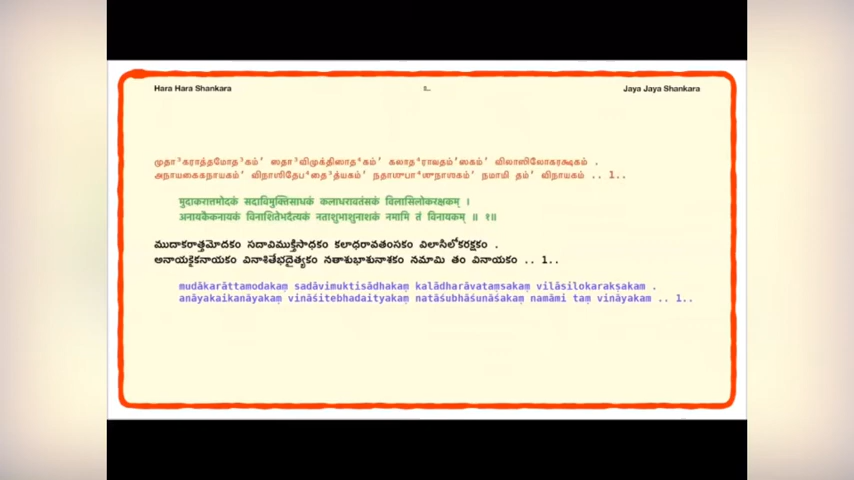 Hara Hara Shankara
Jaya Jaya Shankara
முதா³கராத்தமோத³கம்ʼ ஸதா³விமுக்திஸாத⁴கம்ʼ கலாத⁴ராவதம்ʼஸகம்ʼ விலாஸிலோகரக்ஷகம் .
அநாயகைகநாயகம்ʼ விநாஶிதேப⁴தை³த்யகம்ʼ நதாஶுபா⁴ஶுநாஶகம்ʼ நமாமி தம்ʼ விநாயகம் .. 1..
मुदाकरात्तमोदकं सदाविमुक्तिसाधकं कलाधरावतंसकं विलासिलोकरक्षकम् ।
अनायकैकनायकं विनाशितेभदैत्यकं नताशुभाशुनाशकं नमामि तं विनायकम् ॥ १॥
ముదాకరాత్తమోదకం సదావిముక్తిసాధకం కలాధరావతంసకం విలాసిలోకరక్షకం .
అనాయకైకనాయకం వినాశితేభదైత్యకం నతాశుభాశునాశకం నమామి తం వినాయకం .. 1..
mudākarāttamodakaṃ sadāvimuktisādhakaṃ kalādharāvataṃsakaṃ vilāsilokarakṣakam .
anāyakaikanāyakaṃ vināśitebhadaityakaṃ natāśubhāśunāśakaṃ namāmi taṃ vināyakam .. 1..